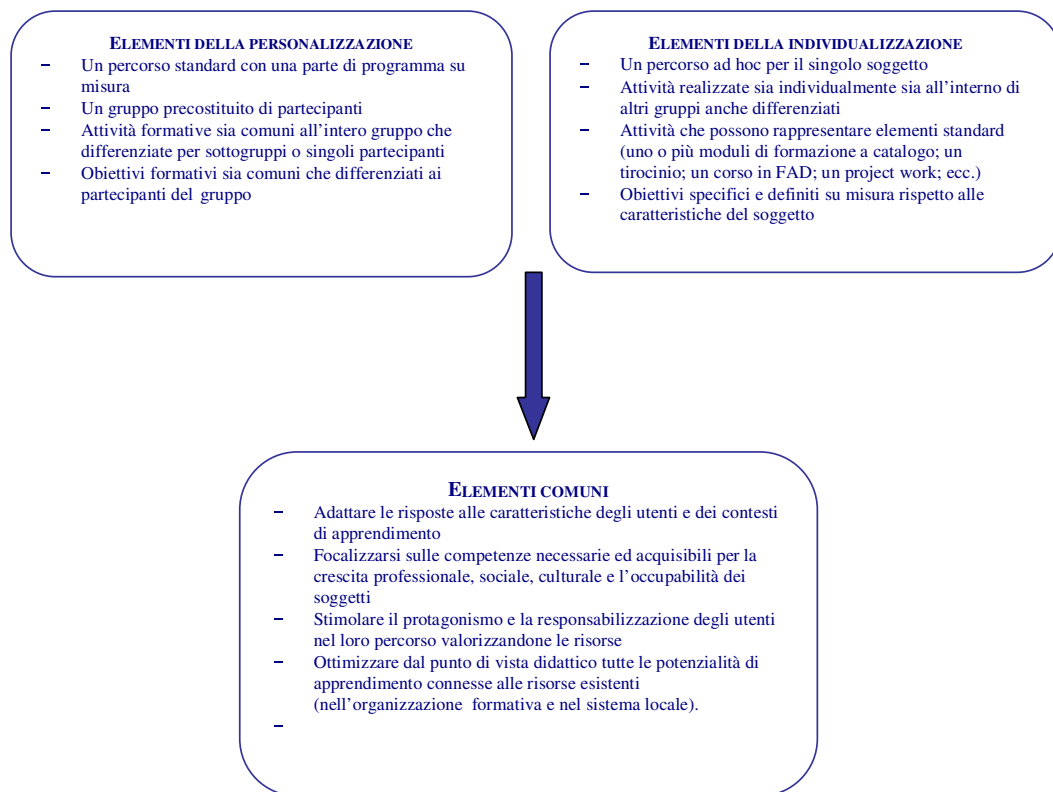 ELEMENTI DELLA PERSONALIZZAZIONE
– Un percorso standard con una parte di programma su
misura
– Un gruppo precostituito di partecipanti
– Attività formative sia comuni all'intero gruppo che
differenziate per sottogruppi o singoli partecipanti
– Obiettivi formativi sia comuni che differenziati ai
partecipanti del gruppo
ELEMENTI DELLA INDIVIDUALIZZAZIONE
– Un percorso ad hoc per il singolo soggetto
– Attività realizzate sia individualmente sia all'interno di
altri gruppi anche differenziati
– Attività che possono rappresentare elementi standard
(uno o più moduli di formazione a catalogo; un
tirocinio; un corso in FAD; un project work; ecc.)
– Obiettivi specifici e definiti su misura rispetto alle
caratteristiche del soggetto
ELEMENTI COMUNI
– Adattare le risposte alle caratteristiche degli utenti e dei contesti
di apprendimento
– Focalizzarsi sulle competenze necessarie ed acquisibili per la
crescita professionale, sociale, culturale e l'occupabilità dei
soggetti
– Stimolare il protagonismo e la responsabilizzazione degli utenti
nel loro percorso valorizzandone le risorse
– Ottimizzare dal punto di vista didattico tutte le potenzialità di
apprendimento connesse alle risorse esistenti
(nell'organizzazione formativa e nel sistema locale).
–